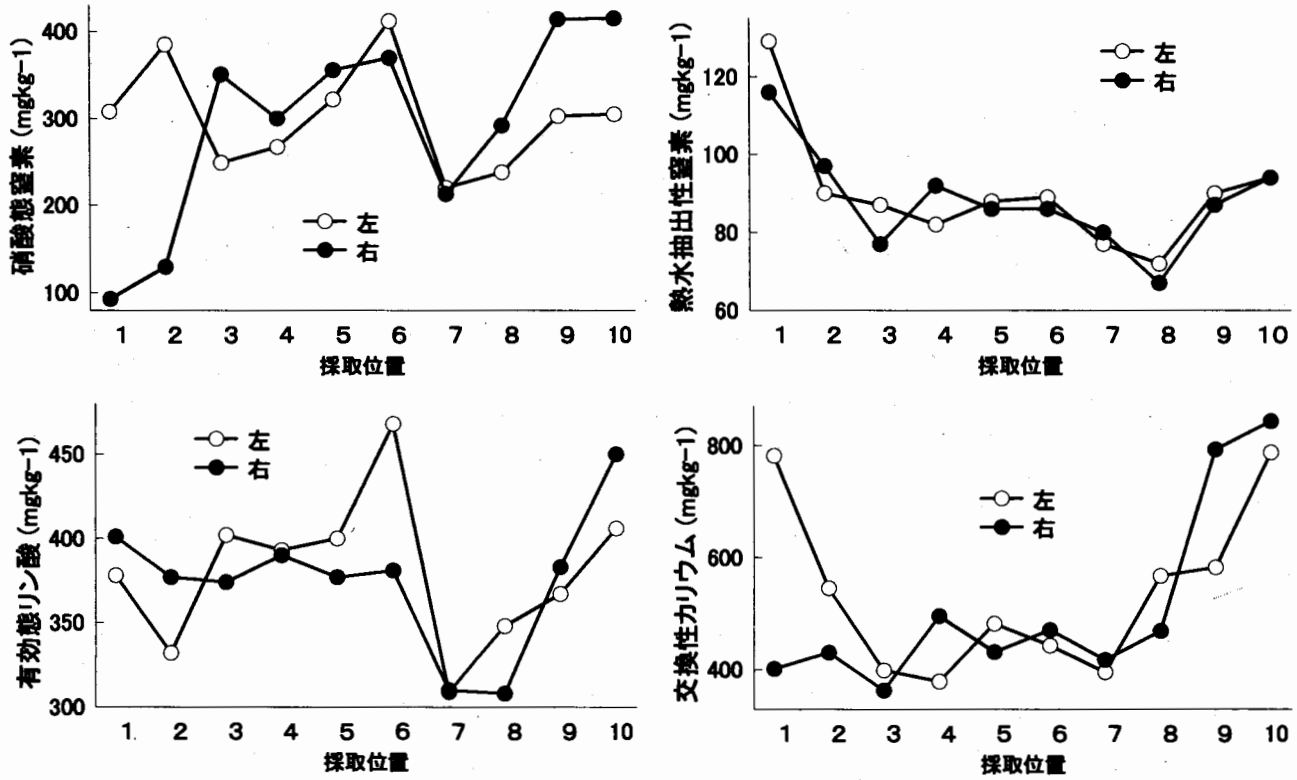 硝酸態窒素 (mgkg-1)
400
300
200
100
左
右
1 2 3 4 5 6 7 8 9 10
採取位置
熱水抽出性窒素 (mgkg-1)
120
100
80
60
左
右
1 2 3 4 5 6 7 8 9 10
採取位置
有効態リン酸 (mgkg-1)
450
400
350
300
左
右
1 2 3 4 5 6 7 8 9 10
採取位置
交換性カリウム (mgkg-1)
800
600
400
左
右
1 2 3 4 5 6 7 8 9 10
採取位置